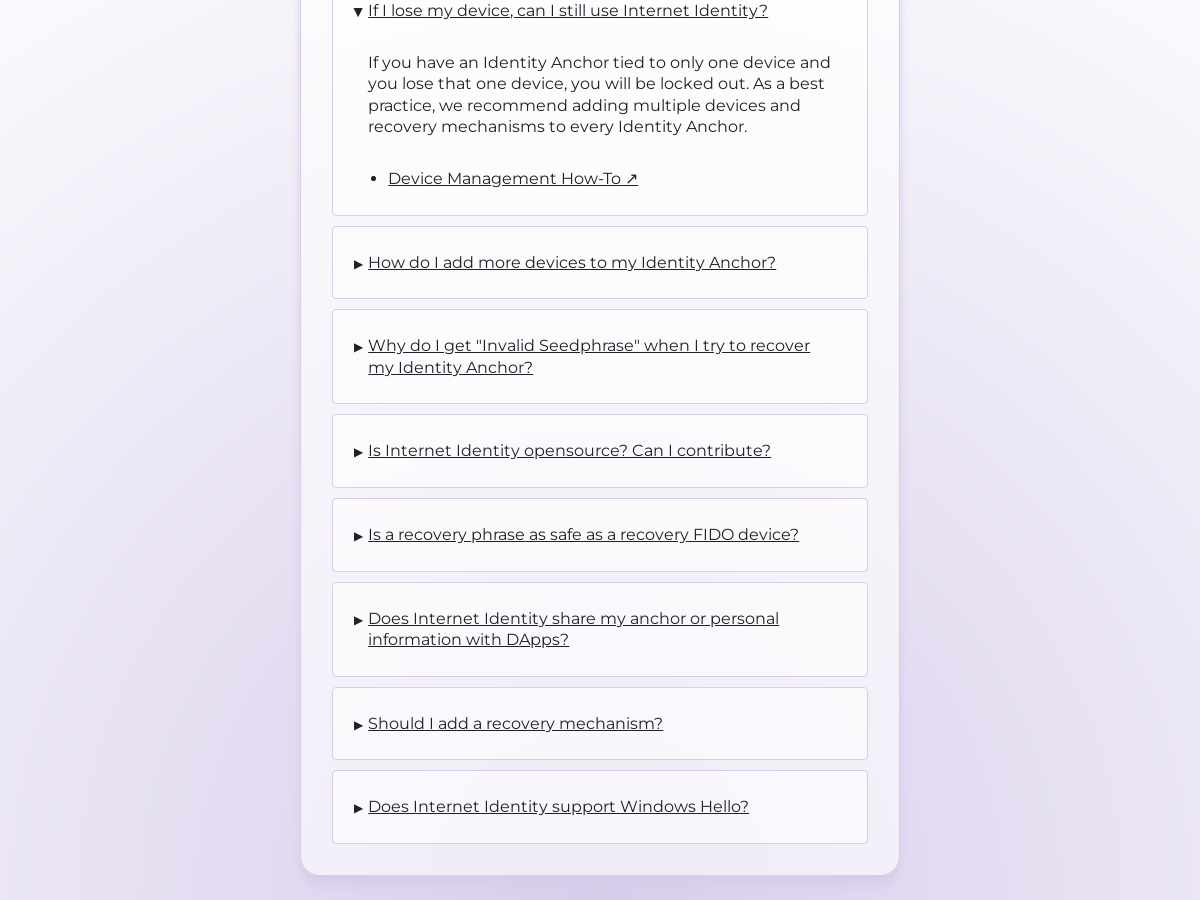 If I lose my device, can I still use Internet Identity?
If you have an Identity Anchor tied to only one device and
you lose that one device, you will be locked out. As a best
practice, we recommend adding multiple devices and
recovery mechanisms to every Identity Anchor.
Device Management How-To ↗
How do I add more devices to my Identity Anchor?
Why do I get "Invalid Seedphrase" when I try to recover
my Identity Anchor?
Is Internet Identity opensource? Can I contribute?
Is a recovery phrase as safe as a recovery FIDO device?
Does Internet Identity share my anchor or personal
information with DApps?
Should I add a recovery mechanism?
Does Internet Identity support Windows Hello?